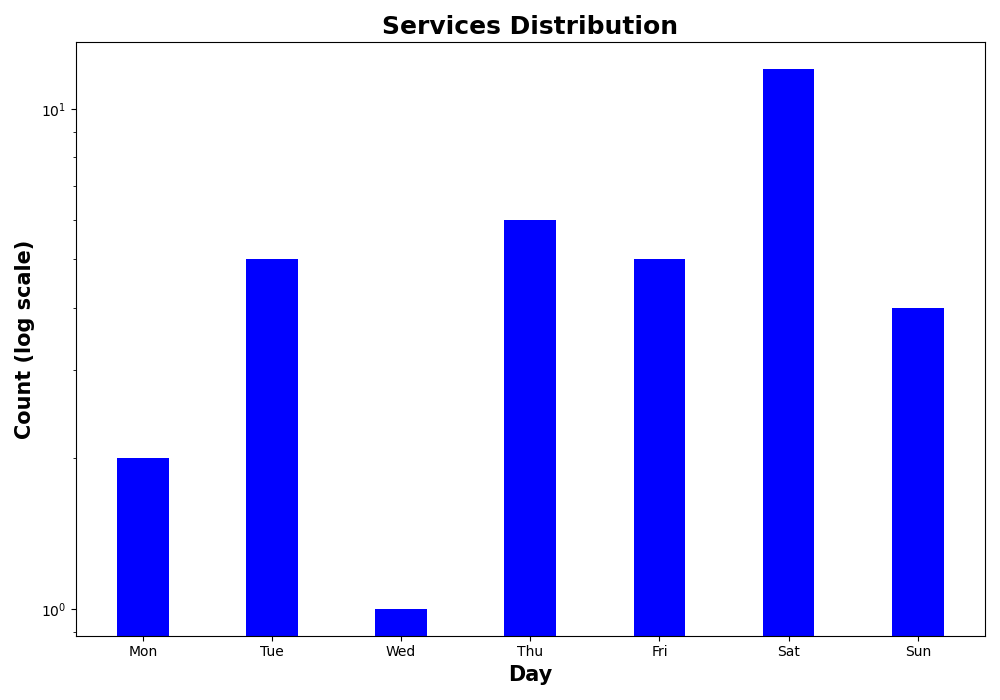 Services Distribution
Count (log scale)
10¹
10⁰
Mon Tue Wed Thu Fri Sat Sun
Day